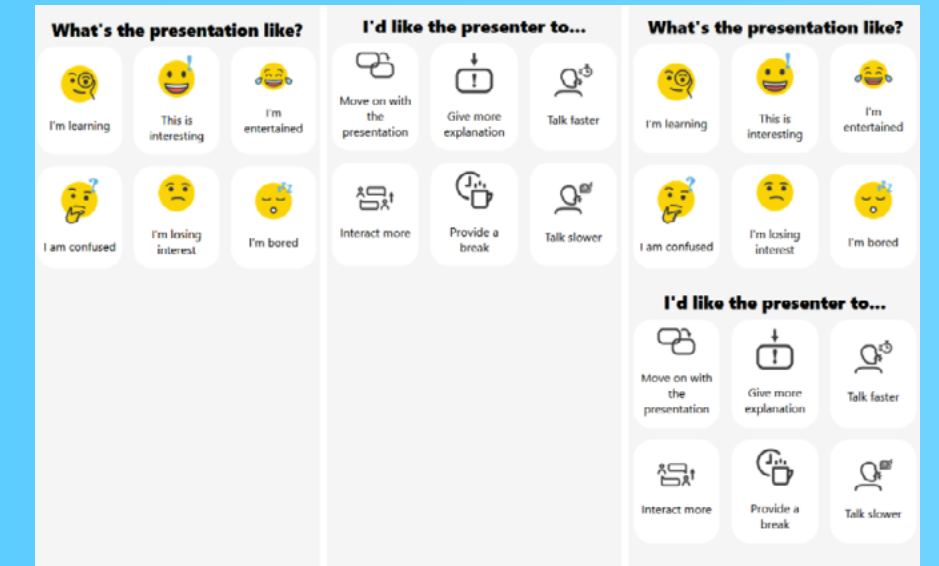 What's the presentation like?
I'm learning
This is
interesting
I'm
entertained
I am confused
I'm losing
interest
I'm bored
I'd like the presenter to...
Move on with
the
presentation
Give more
explanation
Talk faster
Interact more
Provide a
break
Talk slower
What's the presentation like?
I'm learning
This is
interesting
I'm
entertained
I am confused
I'm losing
interest
I'm bored
I'd like the presenter to...
Move on with
the
presentation
Give more
explanation
Talk faster
Interact more
Provide a
break
Talk slower